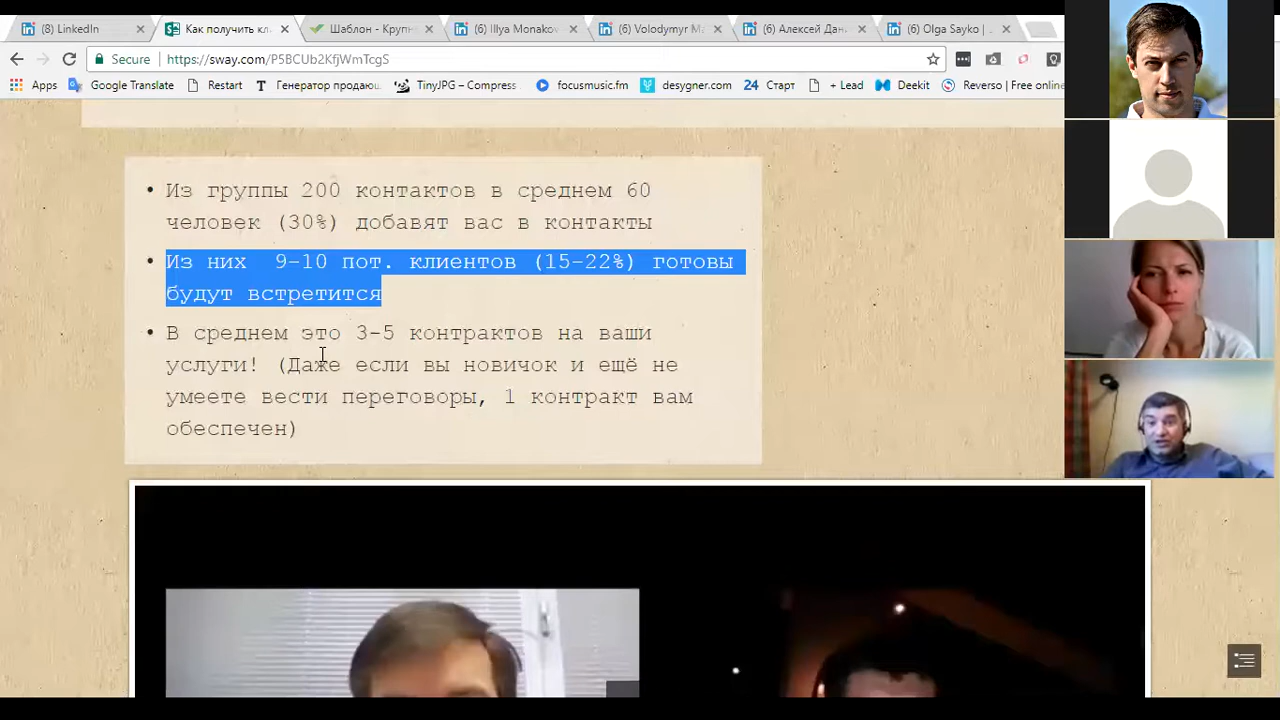 (8) LinkedIn
Как получить кл
Шаблон - Крупн
(6) Illya Monako
(6) Volodymyr M
(6) Алексей Дан
(6) Olga Sayko |
Secure
https://sway.com/P5BCUb2KfjWnTcgS
Apps
Google Translate
Restart
Генератор продаю
TinyJPG – Compress
focusmusic.fm
desygner.com
24 Старт
+ Lead
Deekit
Reverso | Free online
• Из группы 200 контактов в среднем 60
человек (30%) добавят вас в контакты
• Из них 9-10 пот. клиентов (15-22%) готовы
будут встретится
• В среднем это 3-5 контрактов на ваши
услуги! (Даже если вы новичок и ещё не
умеете вести переговоры, 1 контракт вам
обеспечен)